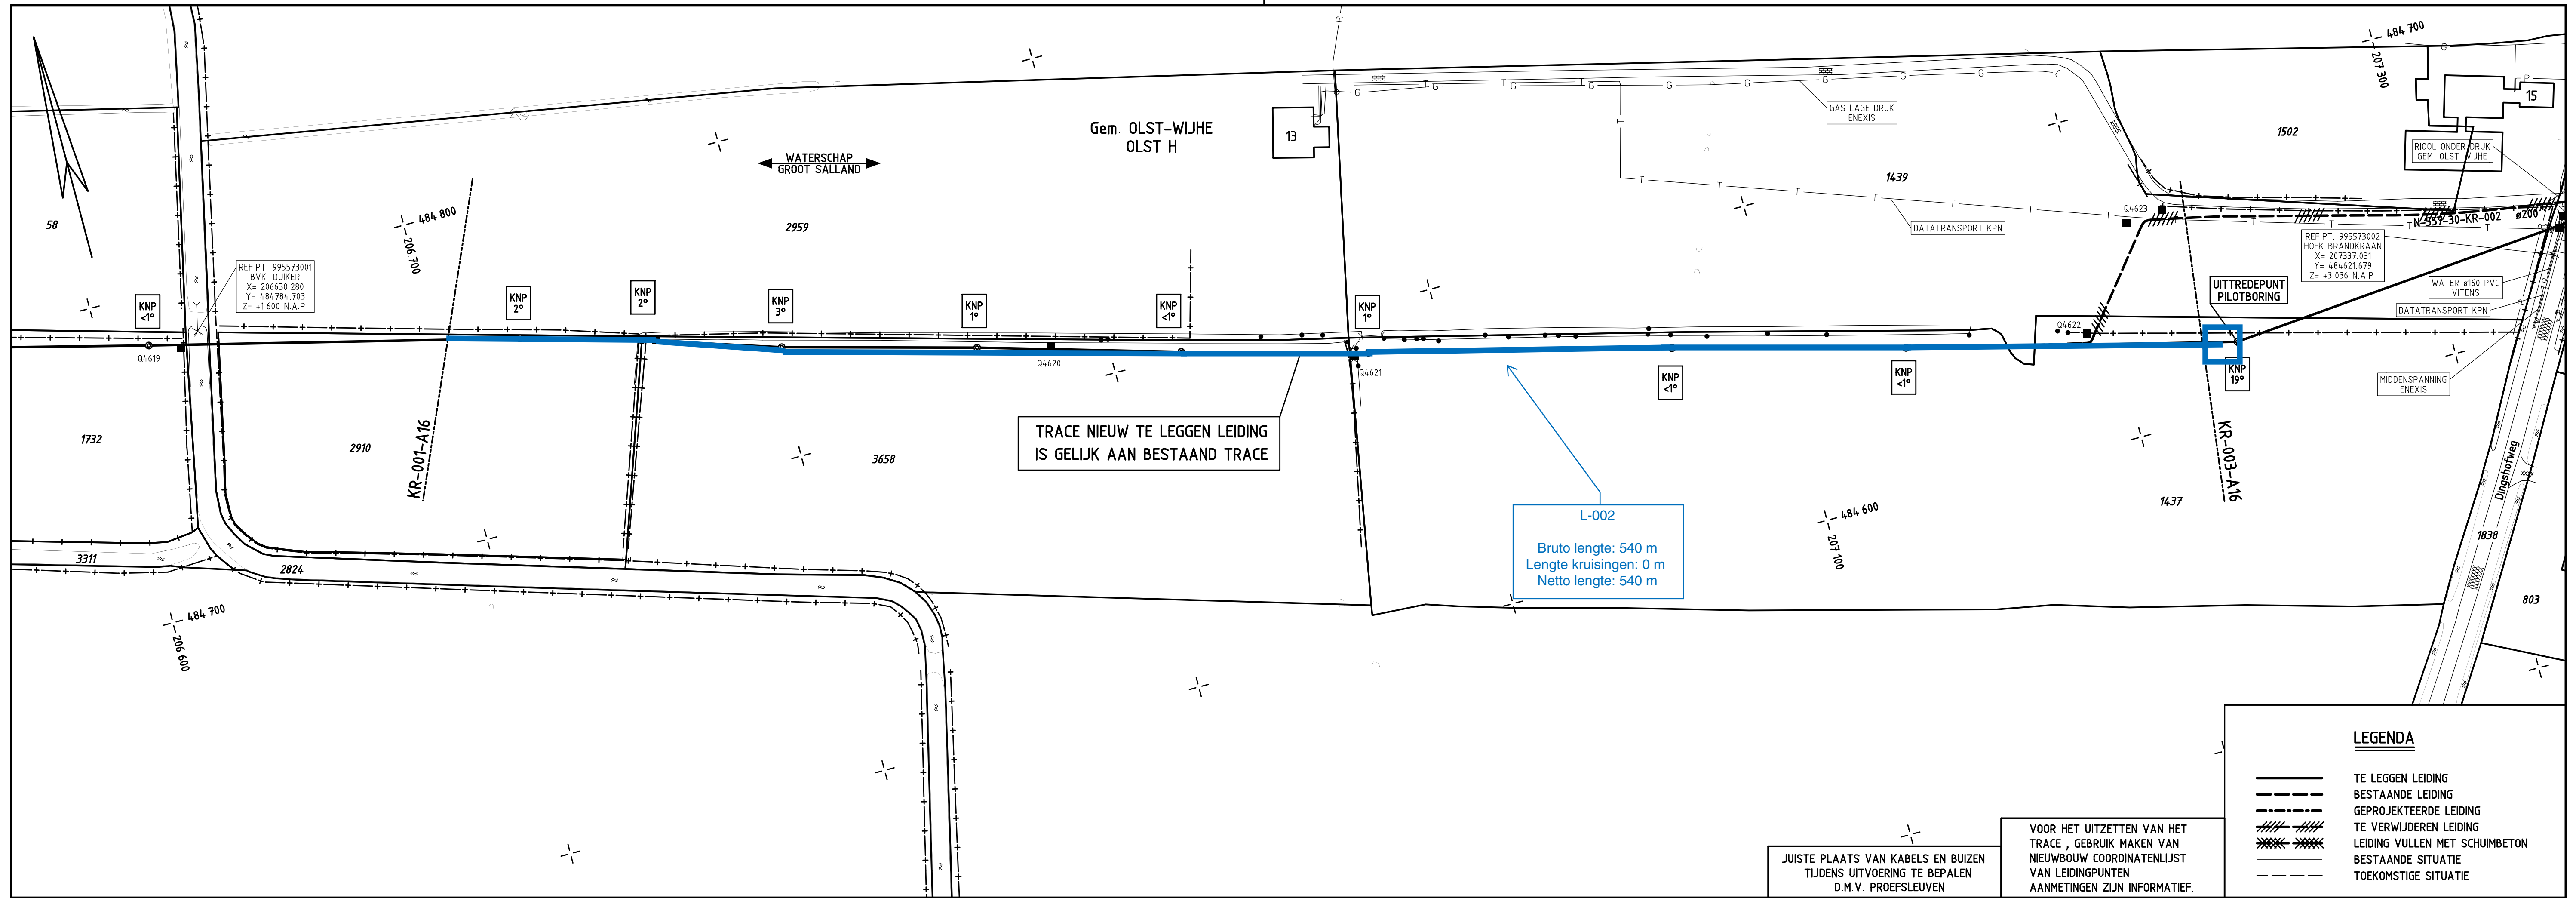 484 700
207 300
15
1502
RIOOL ONDER DRUK
GEM. OLST-WIJHE
GAS LAGE DRUK
ENEXIS
13
Gem. OLST-WIJHE
OLST H
WATERSCHAP
GROOT SALLAND
1439
58
484 800
206 700
2959
Q4623
N-557-30-KR-002 ø200
DATATRANSPORT KPN
REF.PT. 995573002
HOEK BRANDKRAAN
X= 207337.031
Y= 484621.679
Z= +3.036 N.A.P.
REF.PT. 995573001
BVK. DUIKER
X= 206630.280
Y= 484784.703
Z= +1.600 N.A.P.
UITTREDEPUNT
PILOTBORING
WATER ø160 PVC
VITENS
DATATRANSPORT KPN
KNP
<1°
KNP
2°
KNP
2°
KNP
3°
KNP
1°
KNP
<1°
KNP
1°
Q4622
Q4619
Q4620
Q4621
KNP
<1°
KNP
<1°
KNP
19°
MIDDENSPANNING
ENEXIS
TRACE NIEUW TE LEGGEN LEIDING
IS GELIJK AAN BESTAAND TRACE
1732
2910
KR-001-A16
3658
KR-003-A16
1437
Dingshofweg
484 600
207 100
L-002
Bruto lengte: 540 m
Lengte kruisingen: 0 m
Netto lengte: 540 m
1838
3311
2824
803
484 700
206 600
LEGENDA
TE LEGGEN LEIDING
BESTAANDE LEIDING
GEPROJEKTEERDE LEIDING
TE VERWIJDEREN LEIDING
LEIDING VULLEN MET SCHUIMBETON
BESTAANDE SITUATIE
TOEKOMSTIGE SITUATIE
JUISTE PLAATS VAN KABELS EN BUIZEN
TIJDENS UITVOERING TE BEPALEN
D.M.V. PROEFSLEUVEN
VOOR HET UITZETTEN VAN HET
TRACE , GEBRUIK MAKEN VAN
NIEUWBOUW COORDINATENLIJST
VAN LEIDINGPUNTEN.
AANMETINGEN ZIJN INFORMATIEF.